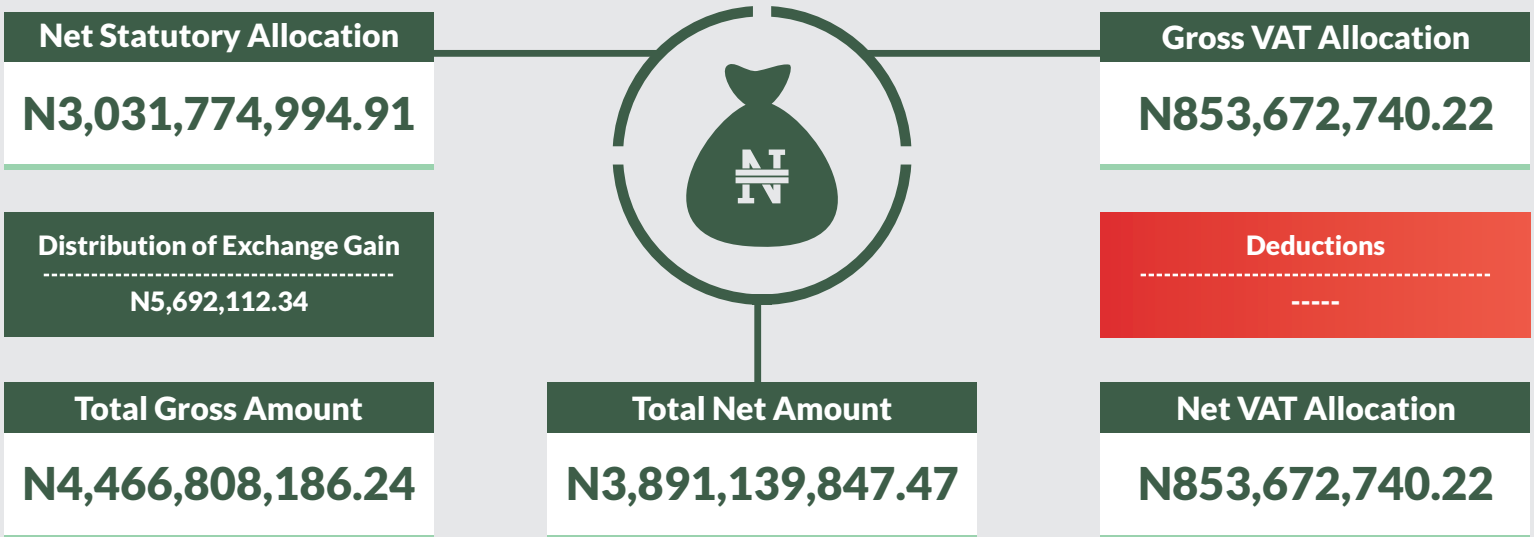 Net Statutory Allocation
N3,031,774,994.91
Gross VAT Allocation
N853,672,740.22
Distribution of Exchange Gain
N5,692,112.34
N
Deductions
-----
Total Gross Amount
N4,466,808,186.24
Total Net Amount
N3,891,139,847.47
Net VAT Allocation
N853,672,740.22